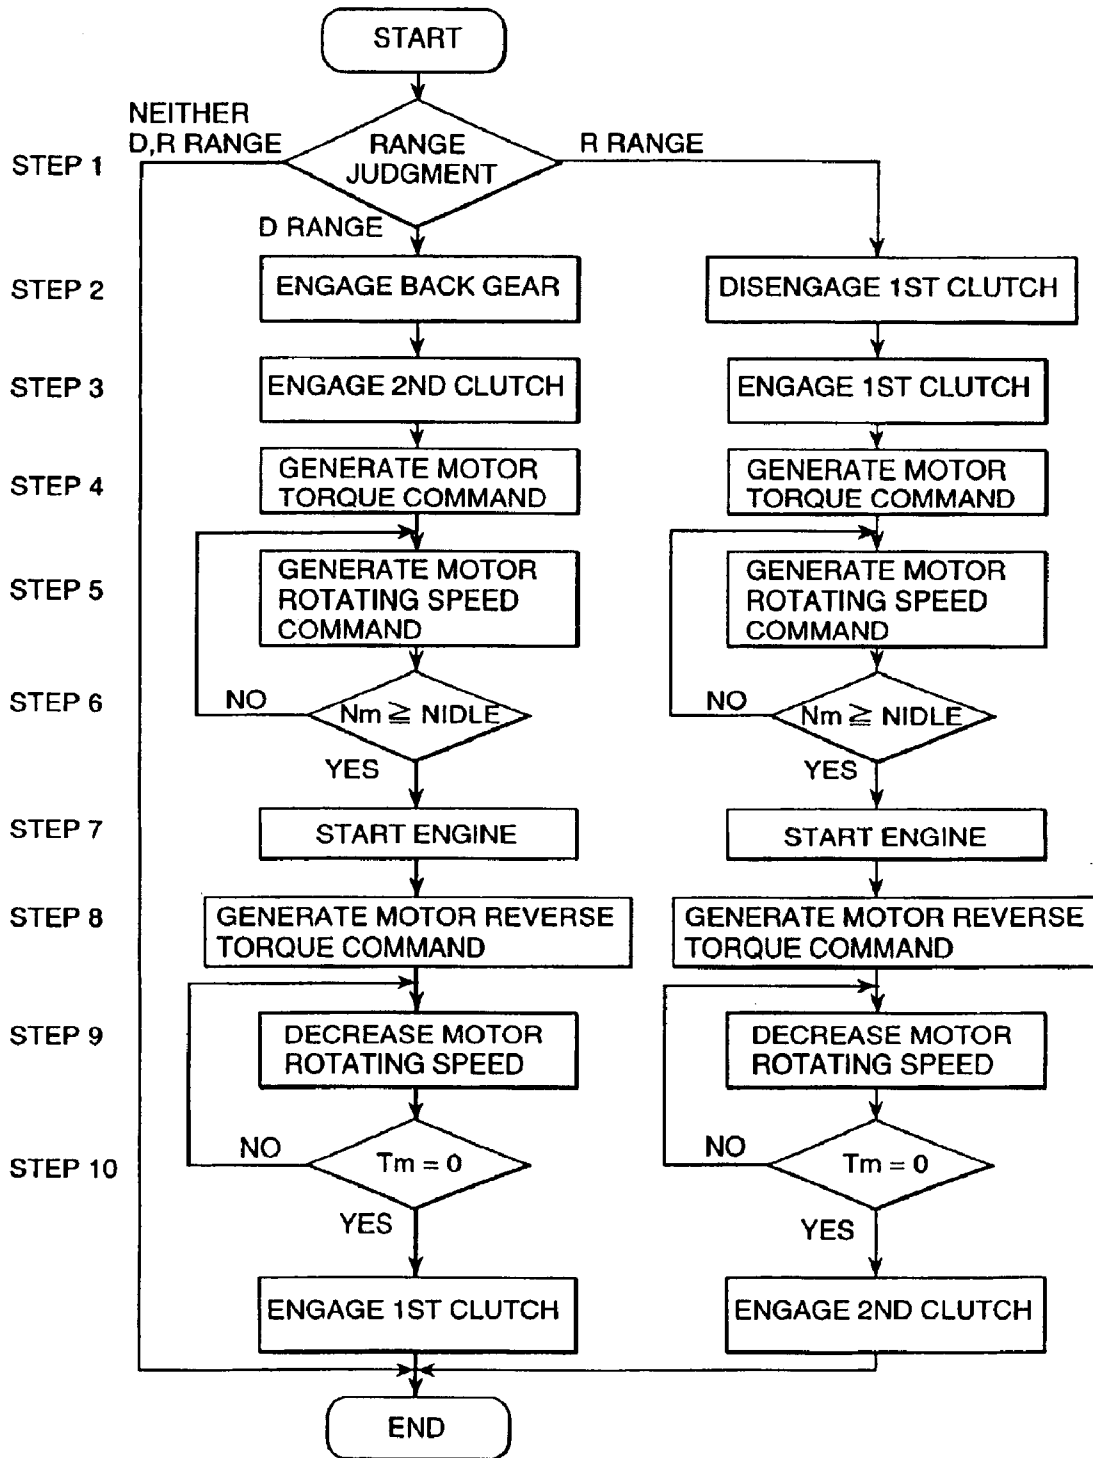 START
NEITHER
D,R RANGE
RANGE
JUDGMENT
R RANGE
STEP 1
D RANGE
STEP 2
ENGAGE BACK GEAR
DISENGAGE 1ST CLUTCH
STEP 3
ENGAGE 2ND CLUTCH
ENGAGE 1ST CLUTCH
STEP 4
GENERATE MOTOR
TORQUE COMMAND
GENERATE MOTOR
TORQUE COMMAND
STEP 5
GENERATE MOTOR
ROTATING SPEED
COMMAND
GENERATE MOTOR
ROTATING SPEED
COMMAND
STEP 6
NO
Nm ≧ NIDLE
NO
Nm ≧ NIDLE
YES
YES
STEP 7
START ENGINE
START ENGINE
STEP 8
GENERATE MOTOR REVERSE
TORQUE COMMAND
GENERATE MOTOR REVERSE
TORQUE COMMAND
STEP 9
DECREASE MOTOR
ROTATING SPEED
DECREASE MOTOR
ROTATING SPEED
STEP 10
NO
Tm = 0
NO
Tm = 0
YES
YES
ENGAGE 1ST CLUTCH
ENGAGE 2ND CLUTCH
END